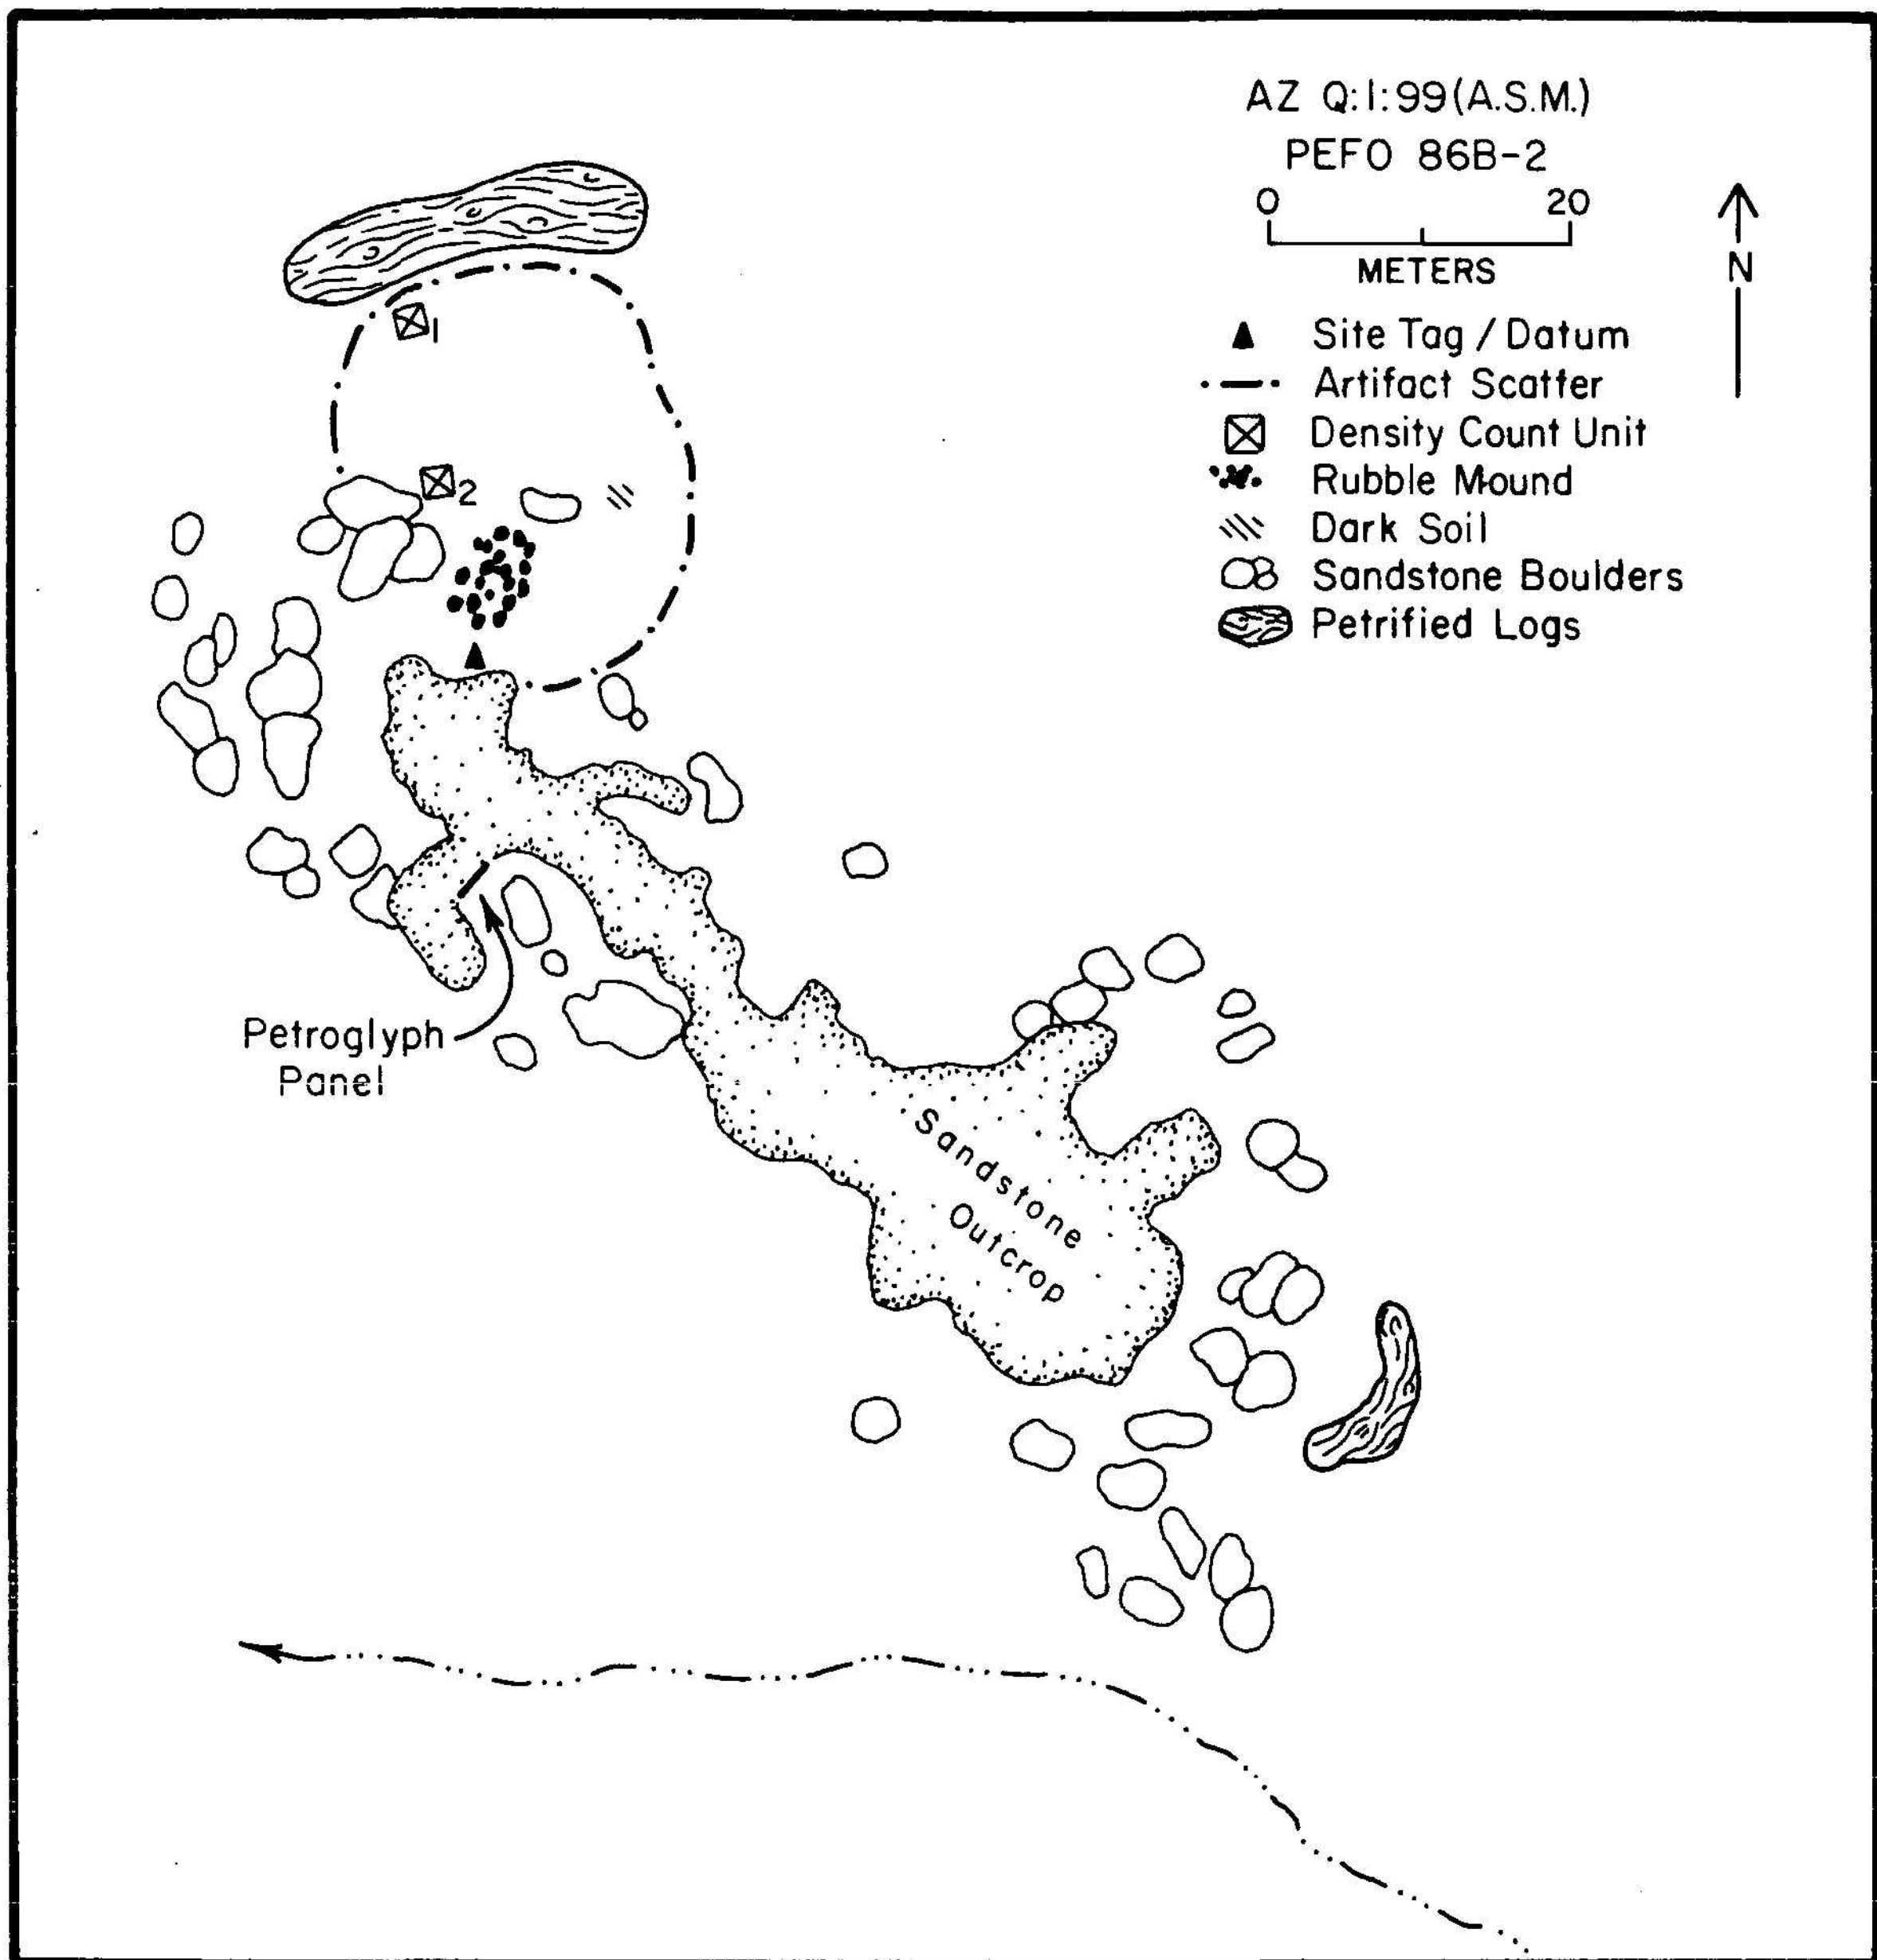 AZ Q:1:99(A.S.M.)
PEFO 86B-2
0 20
METERS
N
Site Tag / Datum
Artifact Scatter
Density Count Unit
Rubble Mound
Dark Soil
Sandstone Boulders
Petrified Logs
1
2
Petroglyph
Panel
Sandstone
Outcrop